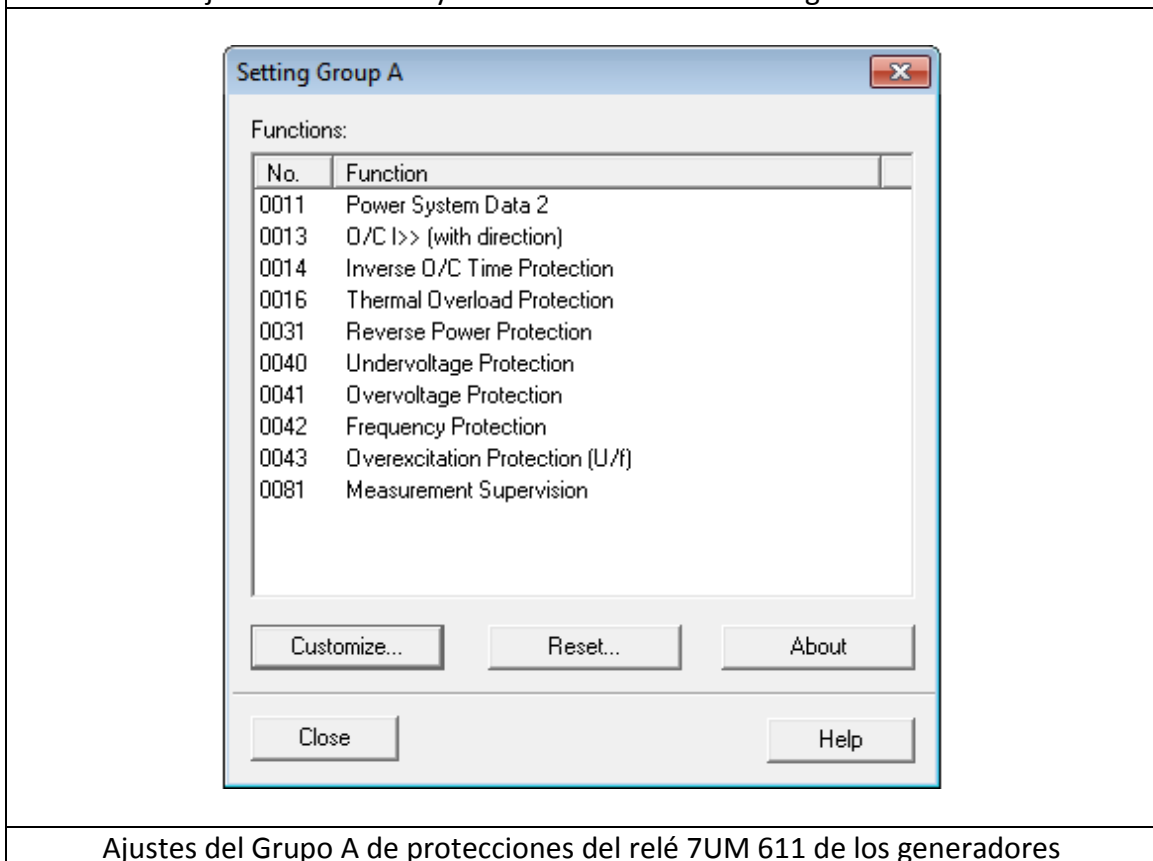 Setting Group A
Functions:
No. Function
0011 Power System Data 2
0013 O/C I>> (with direction)
0014 Inverse O/C Time Protection
0016 Thermal Overload Protection
0031 Reverse Power Protection
0040 Undervoltage Protection
0041 Overvoltage Protection
0042 Frequency Protection
0043 Overexcitation Protection (U/f)
0081 Measurement Supervision
Customize... Reset... About
Close Help
Ajustes del Grupo A de protecciones del relé 7UM 611 de los generadores